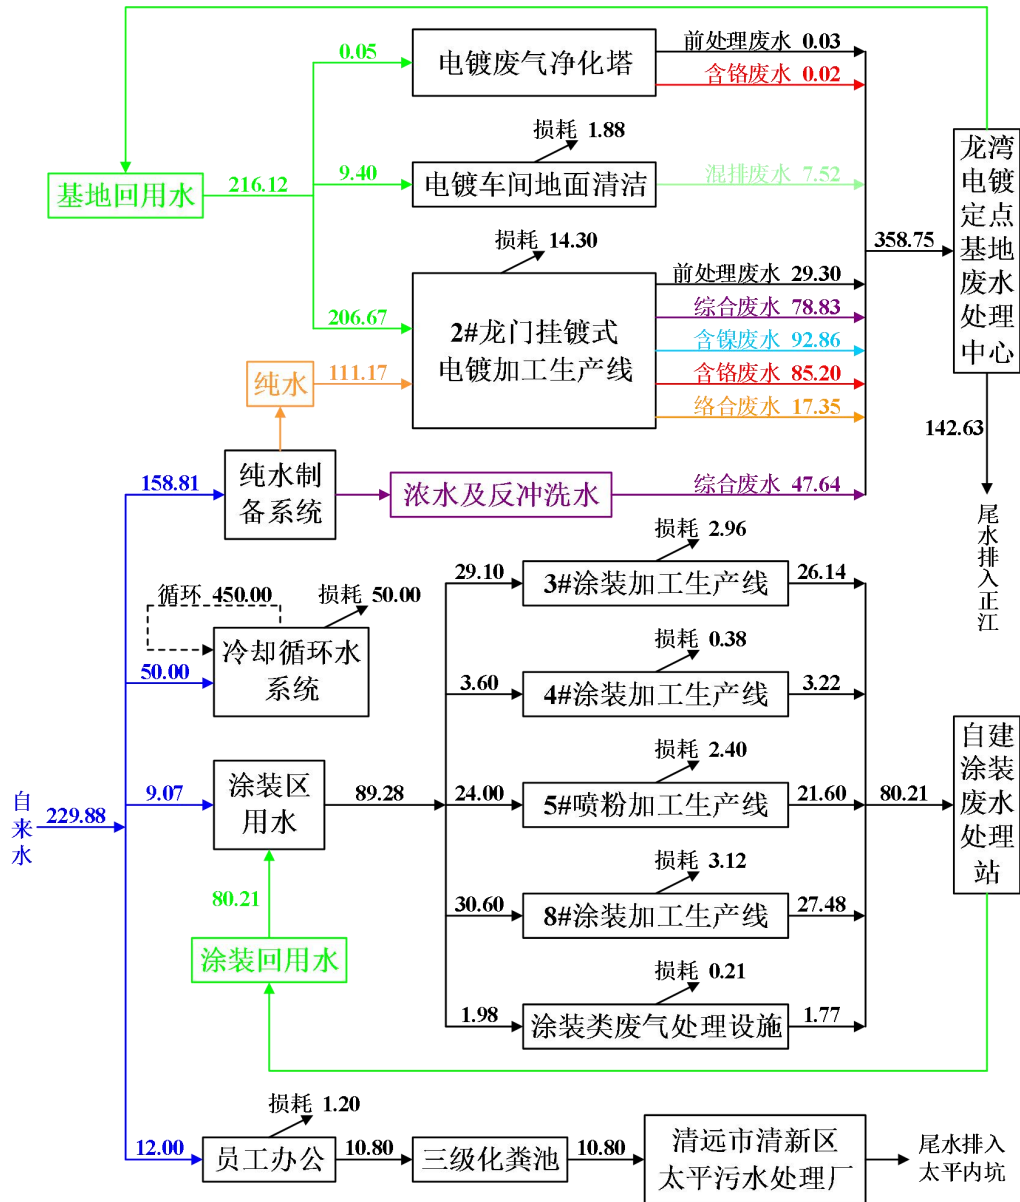 电镀废气净化塔
0.05
前处理废水 0.03
含铬废水 0.02
损耗 1.88
基地回用水
216.12
9.40
电镀车间地面清洁
混排废水 7.52
龙湾
电镀
定点
基地
废水
处理
中心
358.75
损耗 14.30
206.67
2#龙门挂镀式
电镀加工生产线
前处理废水 29.30
综合废水 78.83
含镍废水 92.86
含铬废水 85.20
络合废水 17.35
纯水
111.17
142.63
158.81
纯水制
备系统
浓水及反冲洗水
综合废水 47.64
尾水排入正江
循环 450.00
损耗 50.00
50.00
冷却循环水
系统
29.10
损耗 2.96
3#涂装加工生产线
26.14
3.60
损耗 0.38
4#涂装加工生产线
3.22
自来水
229.88
9.07
涂装区
用水
89.28
24.00
损耗 2.40
5#喷粉加工生产线
21.60
80.21
自建
涂装
废水
处理
站
80.21
涂装回用水
30.60
损耗 3.12
8#涂装加工生产线
27.48
1.98
损耗 0.21
涂装类废气处理设施
1.77
12.00
损耗 1.20
员工办公
10.80
三级化粪池
10.80
清远市清新区
太平污水处理厂
尾水排入
太平内坑